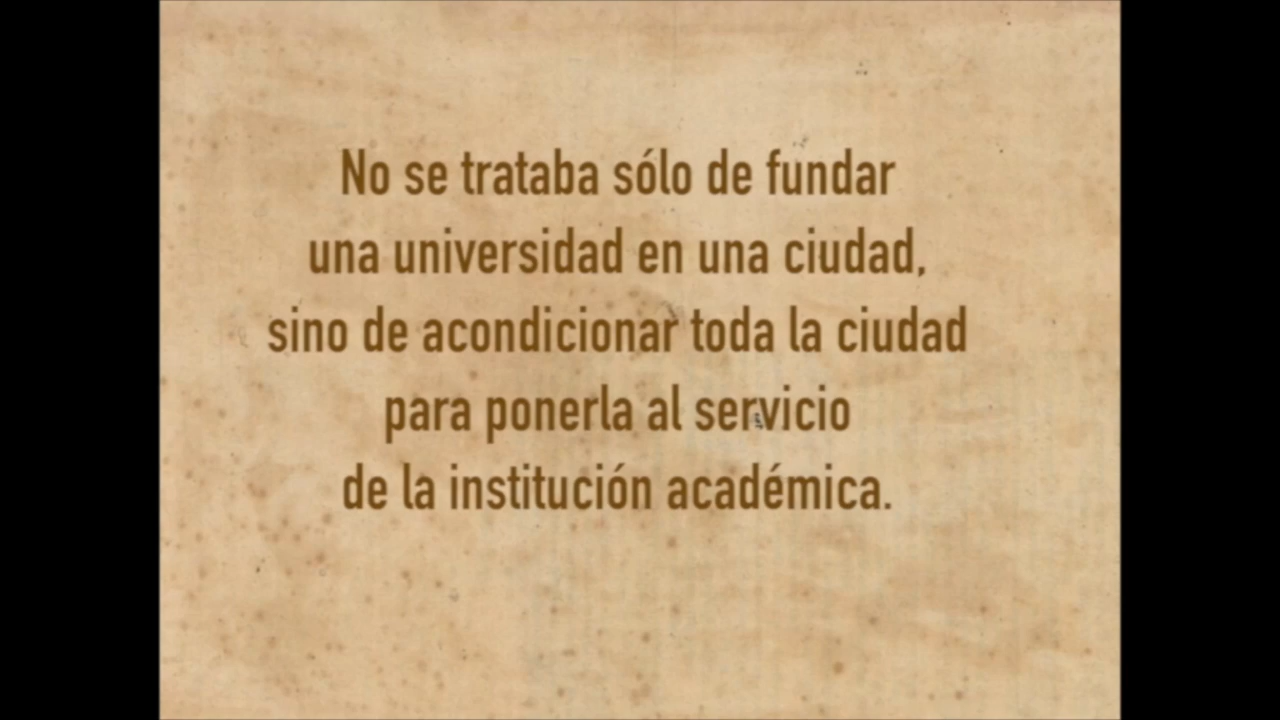 No se trataba sólo de fundar
una universidad en una ciudad,
sino de acondicionar toda la ciudad
para ponerla al servicio
de la institución académica.